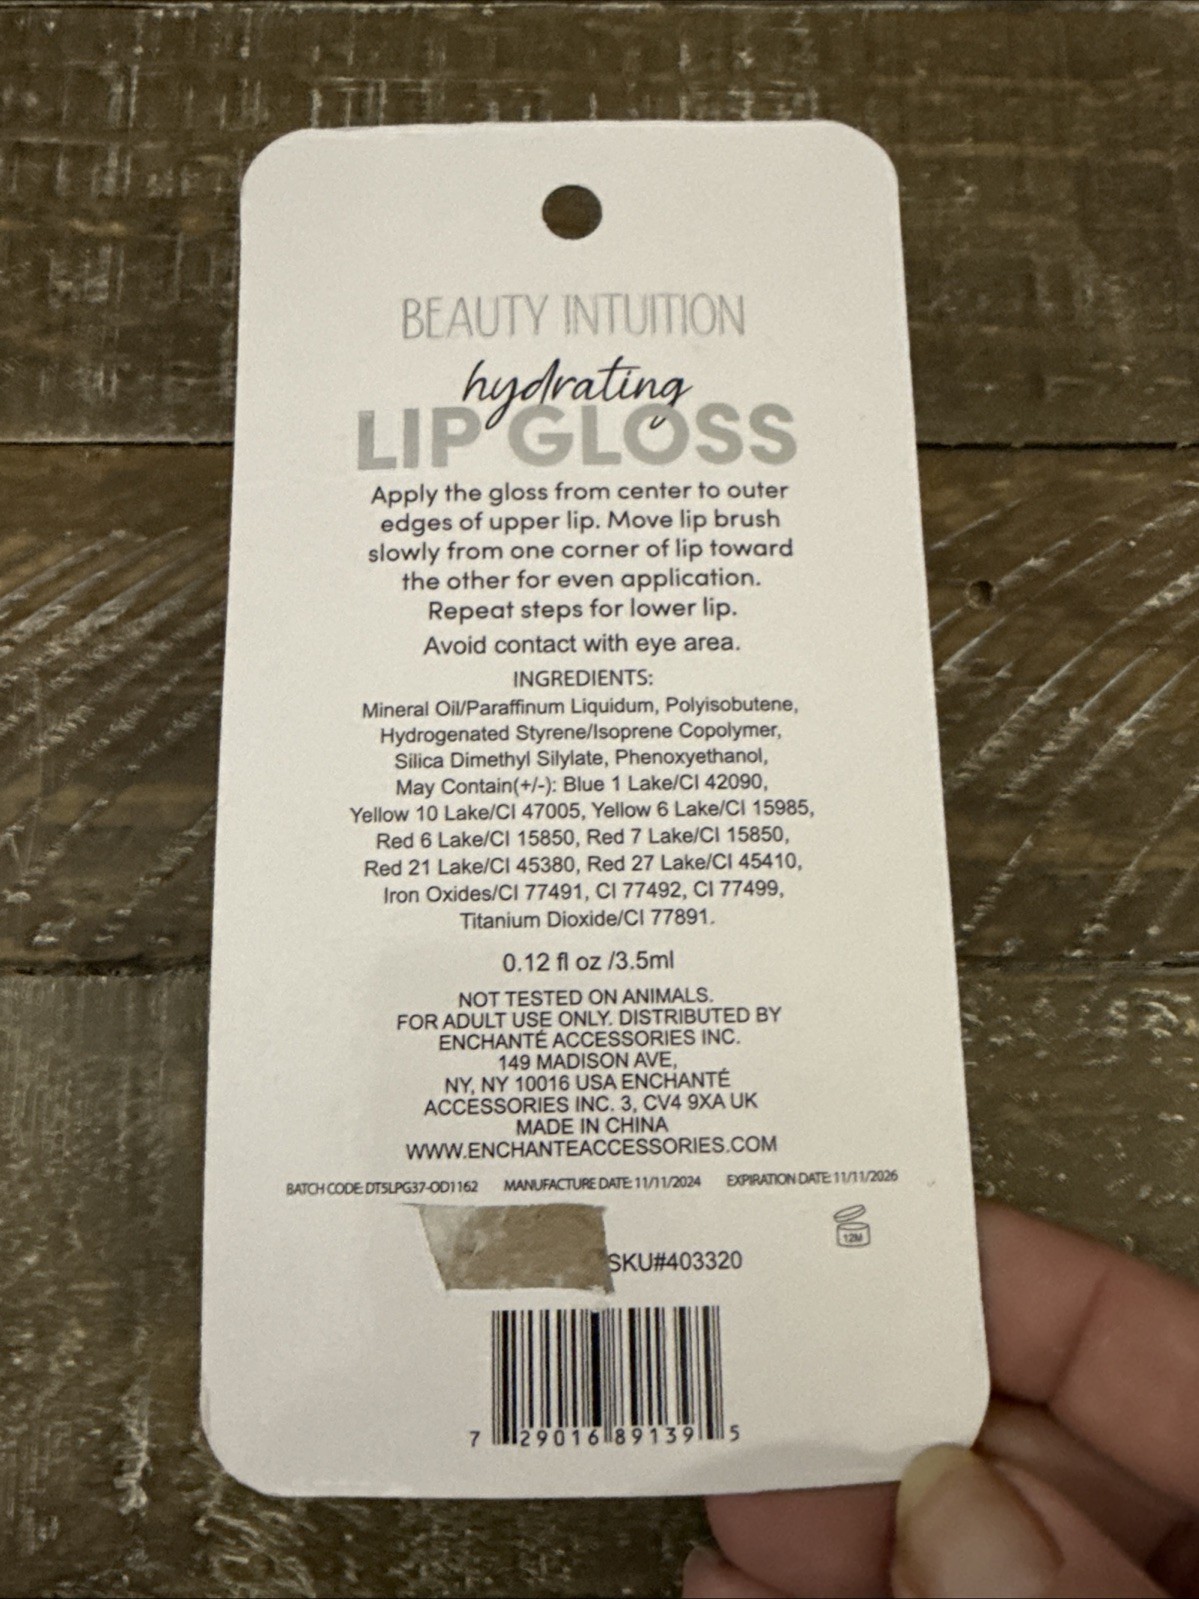 BEAUTY INTUITION
hydrating
LIP GLOSS
Apply the gloss from center to outer
edges of upper lip. Move lip brush
slowly from one corner of lip toward
the other for even application.
Repeat steps for lower lip.
Avoid contact with eye area.
INGREDIENTS:
Mineral Oil/Paraffinum Liquidum, Polyisobutene,
Hydrogenated Styrene/Isoprene Copolymer,
Silica Dimethyl Silylate, Phenoxyethanol,
May Contain(+/-): Blue 1 Lake/CI 42090,
Yellow 10 Lake/CI 47005, Yellow 6 Lake/CI 15985,
Red 6 Lake/CI 15850, Red 7 Lake/CI 15850,
Red 21 Lake/CI 45380, Red 27 Lake/CI 45410,
Iron Oxides/CI 77491, CI 77492, CI 77499,
Titanium Dioxide/CI 77891.
0.12 fl oz /3.5ml
NOT TESTED ON ANIMALS.
FOR ADULT USE ONLY. DISTRIBUTED BY
ENCHANTÉ ACCESSORIES INC.
149 MADISON AVE,
NY, NY 10016 USA ENCHANTÉ
ACCESSORIES INC. 3, CV4 9XA UK
MADE IN CHINA
WWW.ENCHANTEACCESSORIES.COM
BATCH CODE: DT5LPG37-OD1162 MANUFACTURE DATE: 11/11/2024 EXPIRATION DATE: 11/11/2026
12M
SKU#403320
7 29016 89139 5